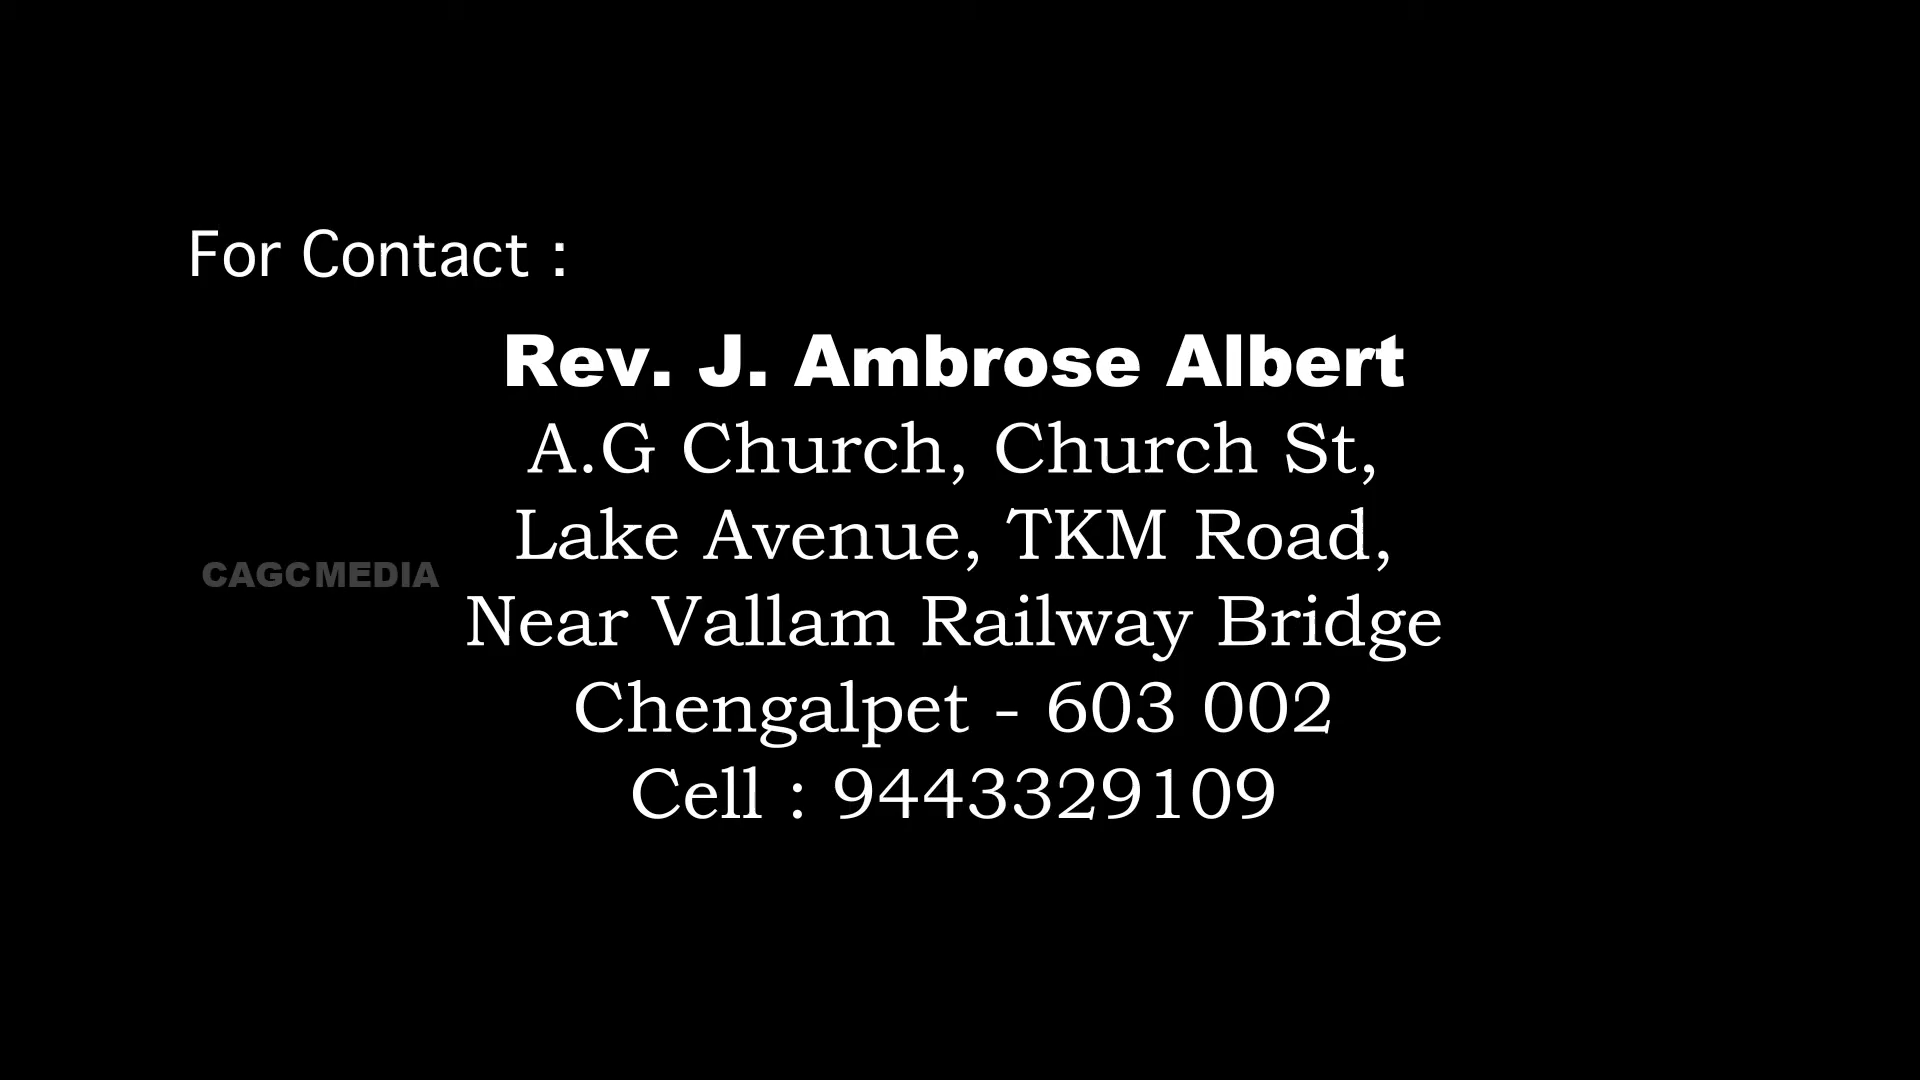 For Contact :
Rev. J. Ambrose Albert
A.G Church, Church St,
Lake Avenue, TKM Road,
CAGCMEDIA
Near Vallam Railway Bridge
Chengalpet - 603 002
Cell : 9443329109